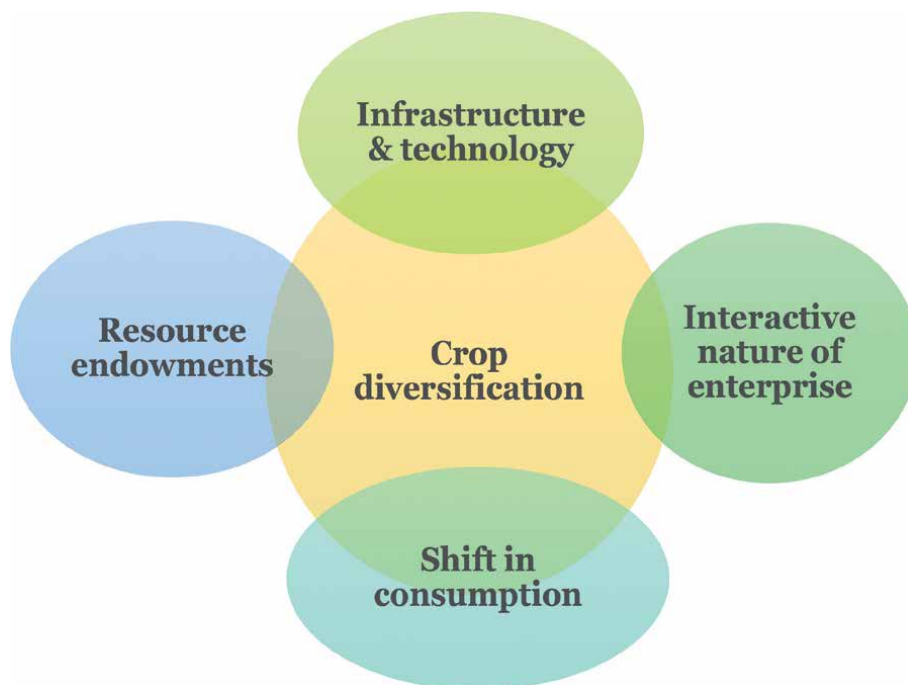 Infrastructure
& technology
Resource
endowments
Crop
diversification
Interactive
nature of
enterprise
Shift in
consumption